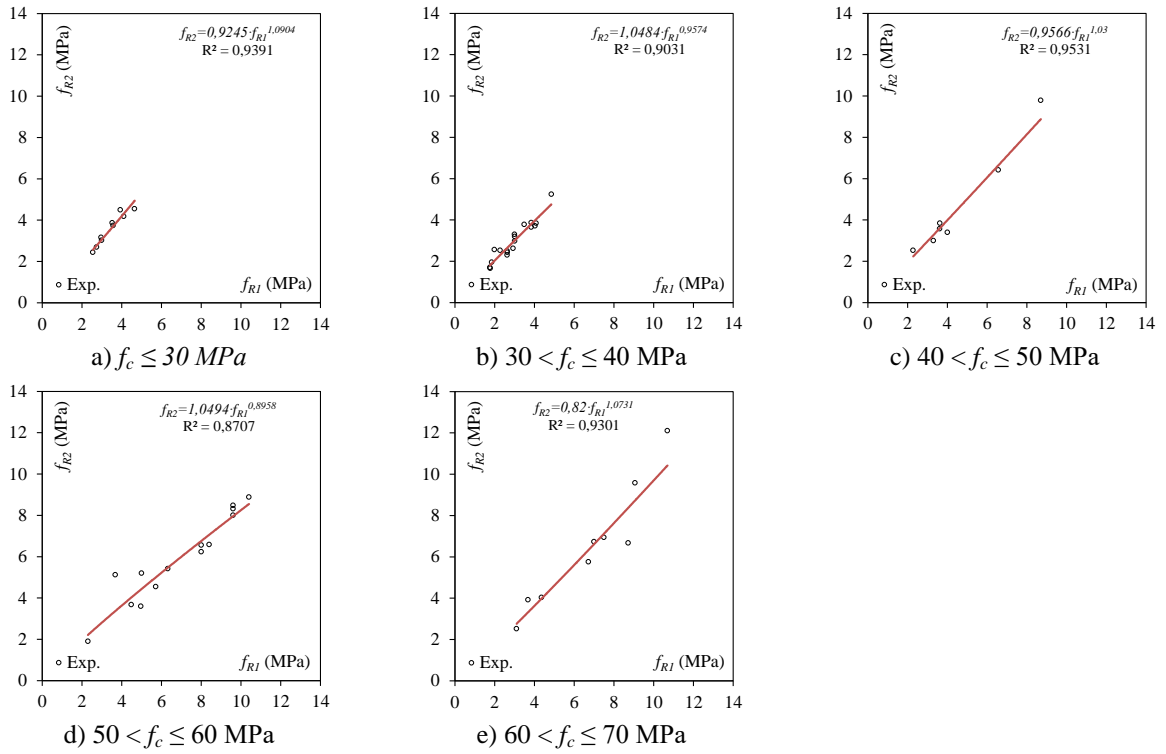 14
12
10
8
6
4
2
0
f_R2 (MPa)
f_R2=0,9245·f_R1^1,0904
R² = 0,9391
Exp.
f_R1 (MPa)
0 2 4 6 8 10 12 14
a) f_c ≤ 30 MPa
14
12
10
8
6
4
2
0
f_R2 (MPa)
f_R2=1,0484·f_R1^0,9574
R² = 0,9031
Exp.
f_R1 (MPa)
0 2 4 6 8 10 12 14
b) 30 < f_c ≤ 40 MPa
14
12
10
8
6
4
2
0
f_R2 (MPa)
f_R2=0,9566·f_R1^1,03
R² = 0,9531
Exp.
f_R1 (MPa)
0 2 4 6 8 10 12 14
c) 40 < f_c ≤ 50 MPa
14
12
10
8
6
4
2
0
f_R2 (MPa)
f_R2=1,0494·f_R1^0,8958
R² = 0,8707
Exp.
f_R1 (MPa)
0 2 4 6 8 10 12 14
d) 50 < f_c ≤ 60 MPa
14
12
10
8
6
4
2
0
f_R2 (MPa)
f_R2=0,82·f_R1^1,0731
R² = 0,9301
Exp.
f_R1 (MPa)
0 2 4 6 8 10 12 14
e) 60 < f_c ≤ 70 MPa